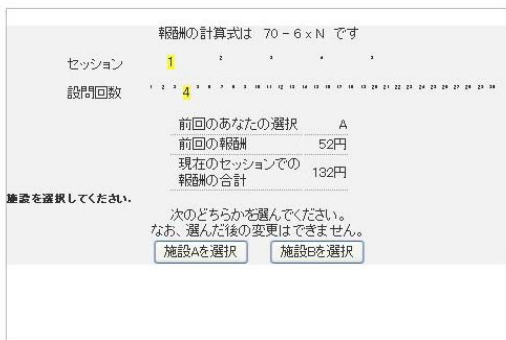 報酬の計算式は 70-6×N です
セッション 1 2 3 4 5
設問回数 1 2 3 4 5 6 7 8 9 10 11 12 13 14 15 16 17 18 19 20 21 22 23 24 25 26 27 28 29 30
前回のあなたの選択 A
前回の報酬 52円
現在のセッションでの
報酬の合計 132円
施設を選択してください。
次のどちらかを選んでください。
なお、選んだ後の変更はできません。
施設Aを選択 施設Bを選択